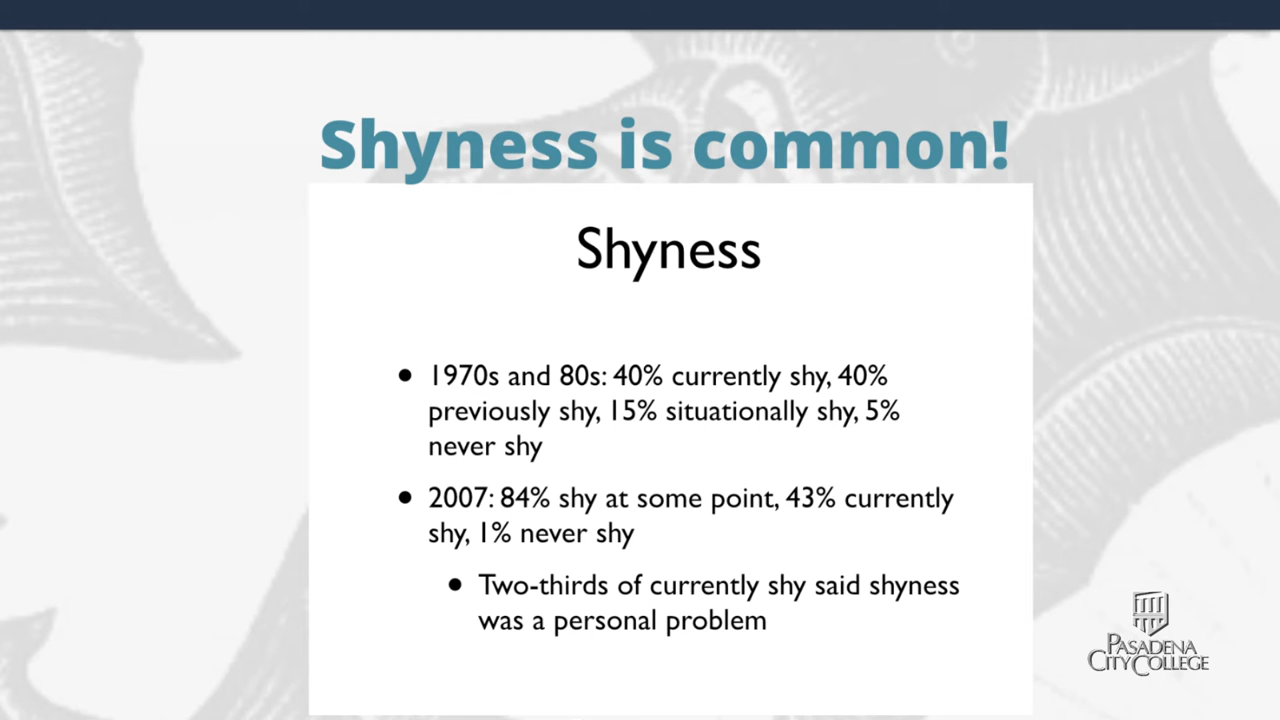 Shyness is common!
Shyness
• 1970s and 80s: 40% currently shy, 40%
previously shy, 15% situationally shy, 5%
never shy
• 2007: 84% shy at some point, 43% currently
shy, 1% never shy
• Two-thirds of currently shy said shyness
was a personal problem
PASADENA
CITY COLLEGE